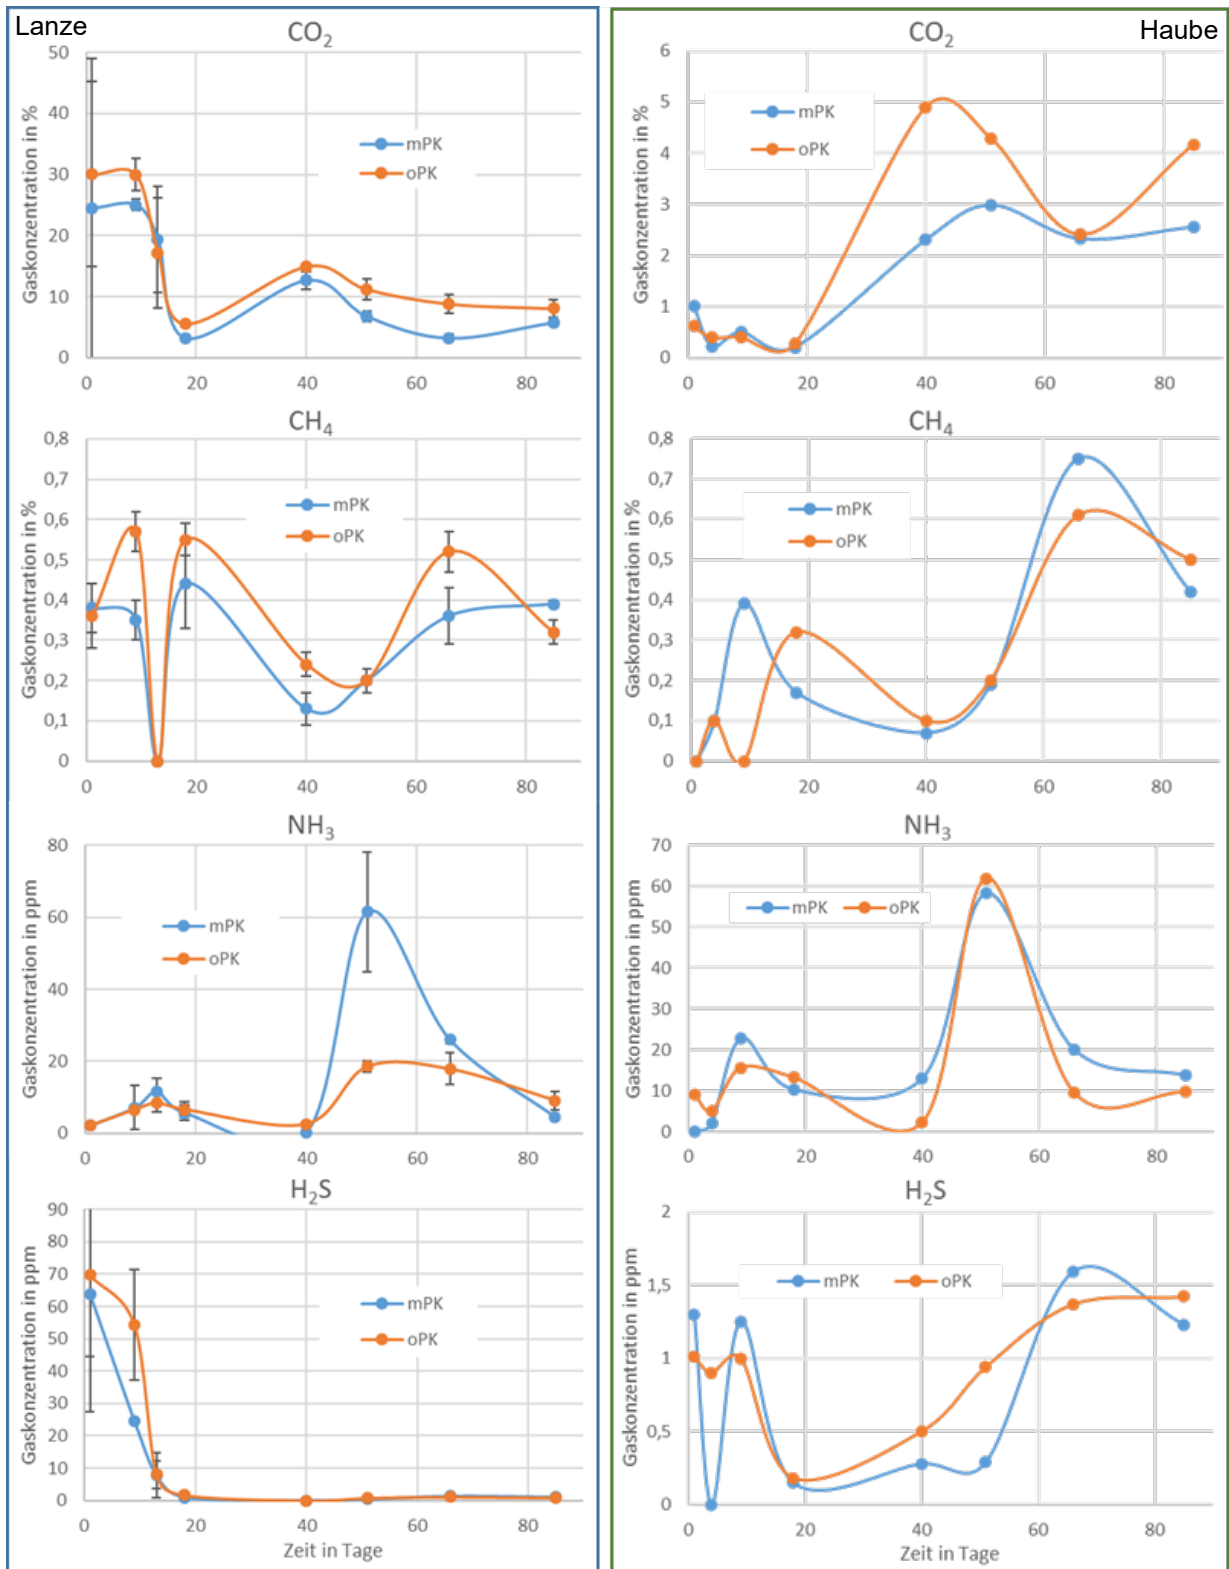 Lanze
CO2
50
40
30
20
10
0
Gaskonzentration in %
mPK
oPK
0 20 40 60 80
CH4
0,8
0,7
0,6
0,5
0,4
0,3
0,2
0,1
0
Gaskonzentration in %
mPK
oPK
0 20 40 60 80
NH3
80
60
40
20
0
Gaskonzentration in ppm
mPK
oPK
0 20 40 60 80
H2S
90
80
70
60
50
40
30
20
10
0
Gaskonzentration in ppm
mPK
oPK
0 20 40 60 80
Zeit in Tage
Haube
CO2
6
5
4
3
2
1
0
Gaskonzentration in %
mPK
oPK
0 20 40 60 80
CH4
0,8
0,7
0,6
0,5
0,4
0,3
0,2
0,1
0
Gaskonzentration in %
mPK
oPK
0 20 40 60 80
NH3
70
60
50
40
30
20
10
0
Gaskonzentration in ppm
mPK oPK
0 20 40 60 80
H2S
2
1,5
1
0,5
0
Gaskonzentration in ppm
mPK oPK
0 20 40 60 80
Zeit in Tage